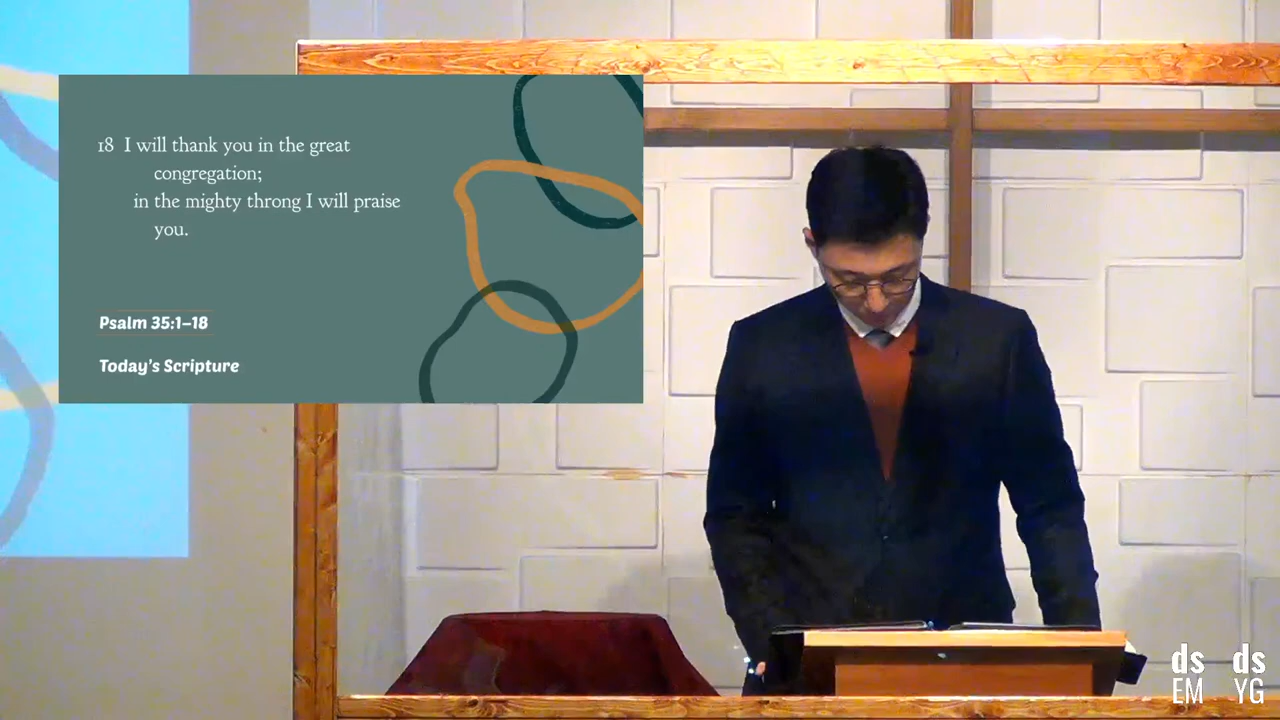 18 I will thank you in the great
congregation;
in the mighty throng I will praise
you.
Psalm 35:1–18
Today's Scripture
ds ds
EM YG